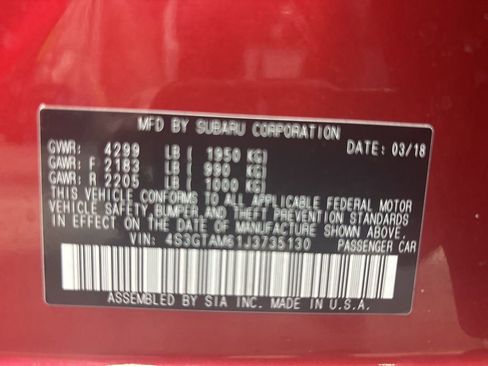 MFD BY SUBARU CORPORATION
GVWR: 4299 LB ( 1950 KG) DATE: 03/18
GAWR: F 2183 LB ( 990 KG)
GAWR: R 2205 LB ( 1000 KG)
THIS VEHICLE CONFORMS TO ALL APPLICABLE FEDERAL MOTOR
VEHICLE SAFETY, BUMPER, AND THEFT PREVENTION STANDARDS
IN EFFECT ON THE DATE OF MANUFACTURE SHOWN ABOVE.
VIN: 4S3GTAM61J3735130 PASSENGER CAR
ASSEMBLED BY SIA INC. MADE IN U.S.A.